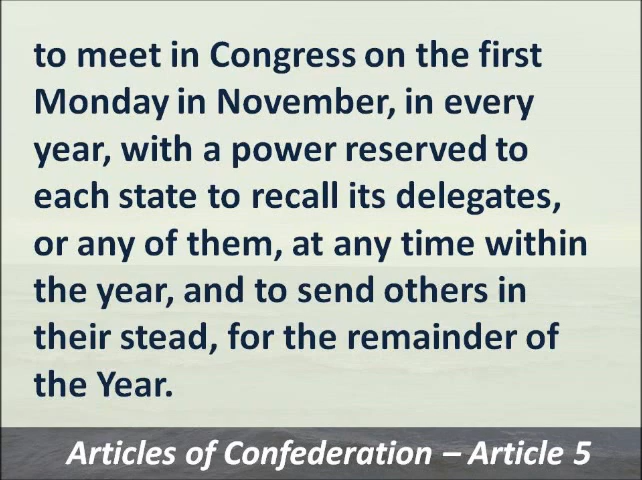 to meet in Congress on the first
Monday in November, in every
year, with a power reserved to
each state to recall its delegates,
or any of them, at any time within
the year, and to send others in
their stead, for the remainder of
the Year.
Articles of Confederation – Article 5